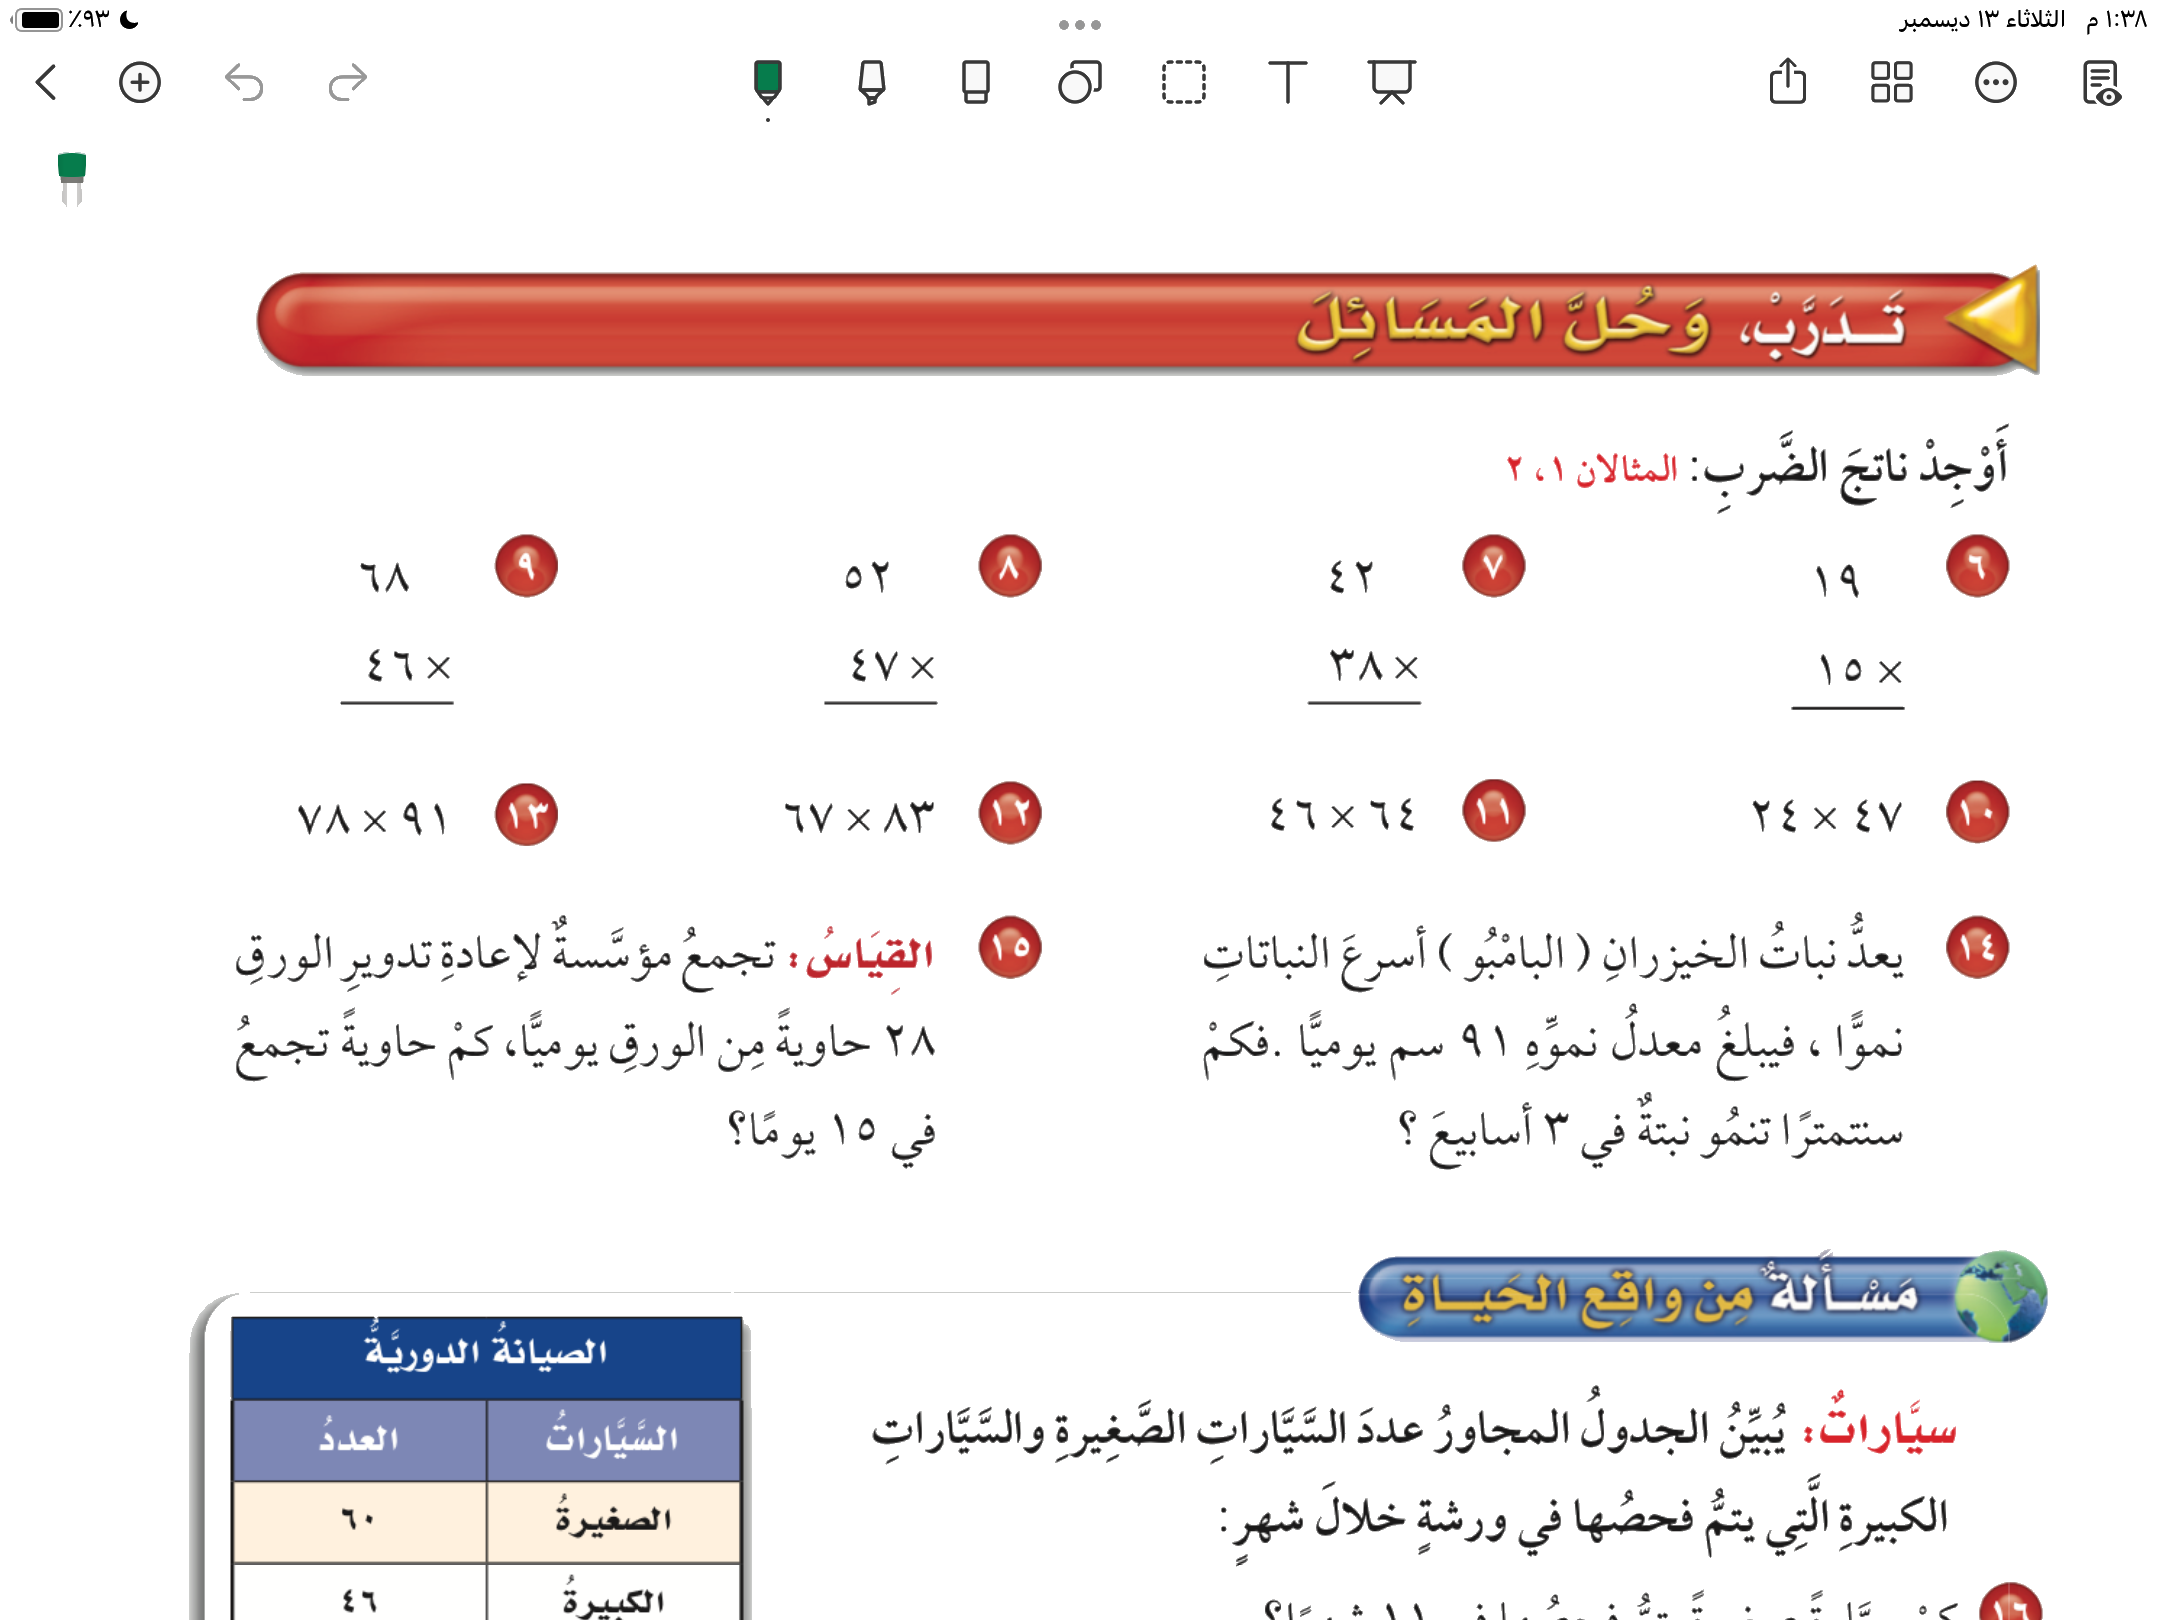 ١:٣٨ م الثلاثاء ١٣ ديسمبر
٩٣٪
تَـدَرَّبْ، وَحُلَّ المَسَائِلَ
أَوْجِدْ ناتجَ الضَّربِ: المثالان ١، ٢
٦ ١٩
× ١٥
٧ ٤٢
× ٣٨
٨ ٥٢
× ٤٧
٩ ٦٨
× ٤٦
١٠ ٤٧ × ٢٤
١١ ٦٤ × ٤٦
١٢ ٨٣ × ٦٧
١٣ ٩١ × ٧٨
١٤ يعدُّ نباتُ الخيزرانِ ( البامْبُو ) أسرعَ النباتاتِ
نموًّا ، فيبلغُ معدلُ نموِّهِ ٩١ سم يوميًّا .فكمْ
سنتمترًا تنمُو نبتةٌ في ٣ أسابيعَ ؟
١٥ القِيَاسُ: تجمعُ مؤسَّسةٌ لإعادةِ تدويرِ الورقِ
٢٨ حاويةً مِن الورقِ يوميًّا، كمْ حاويةً تجمعُ
في ١٥ يومًا؟
مَسْـأَلةٌ مِن واقِع الحَيـاةِ
سيَّاراتٌ: يُبيِّنُ الجدولُ المجاورُ عددَ السَّيَّاراتِ الصَّغِيرةِ والسَّيَّاراتِ
الكبيرةِ الَّتِي يتمُّ فحصُها في ورشةٍ خلالَ شهرٍ:
١٦
الصيانةُ الدوريَّةُ
السَّيَّاراتُ العددُ
الصغيرةُ ٦٠
الكبيرةُ ٤٦